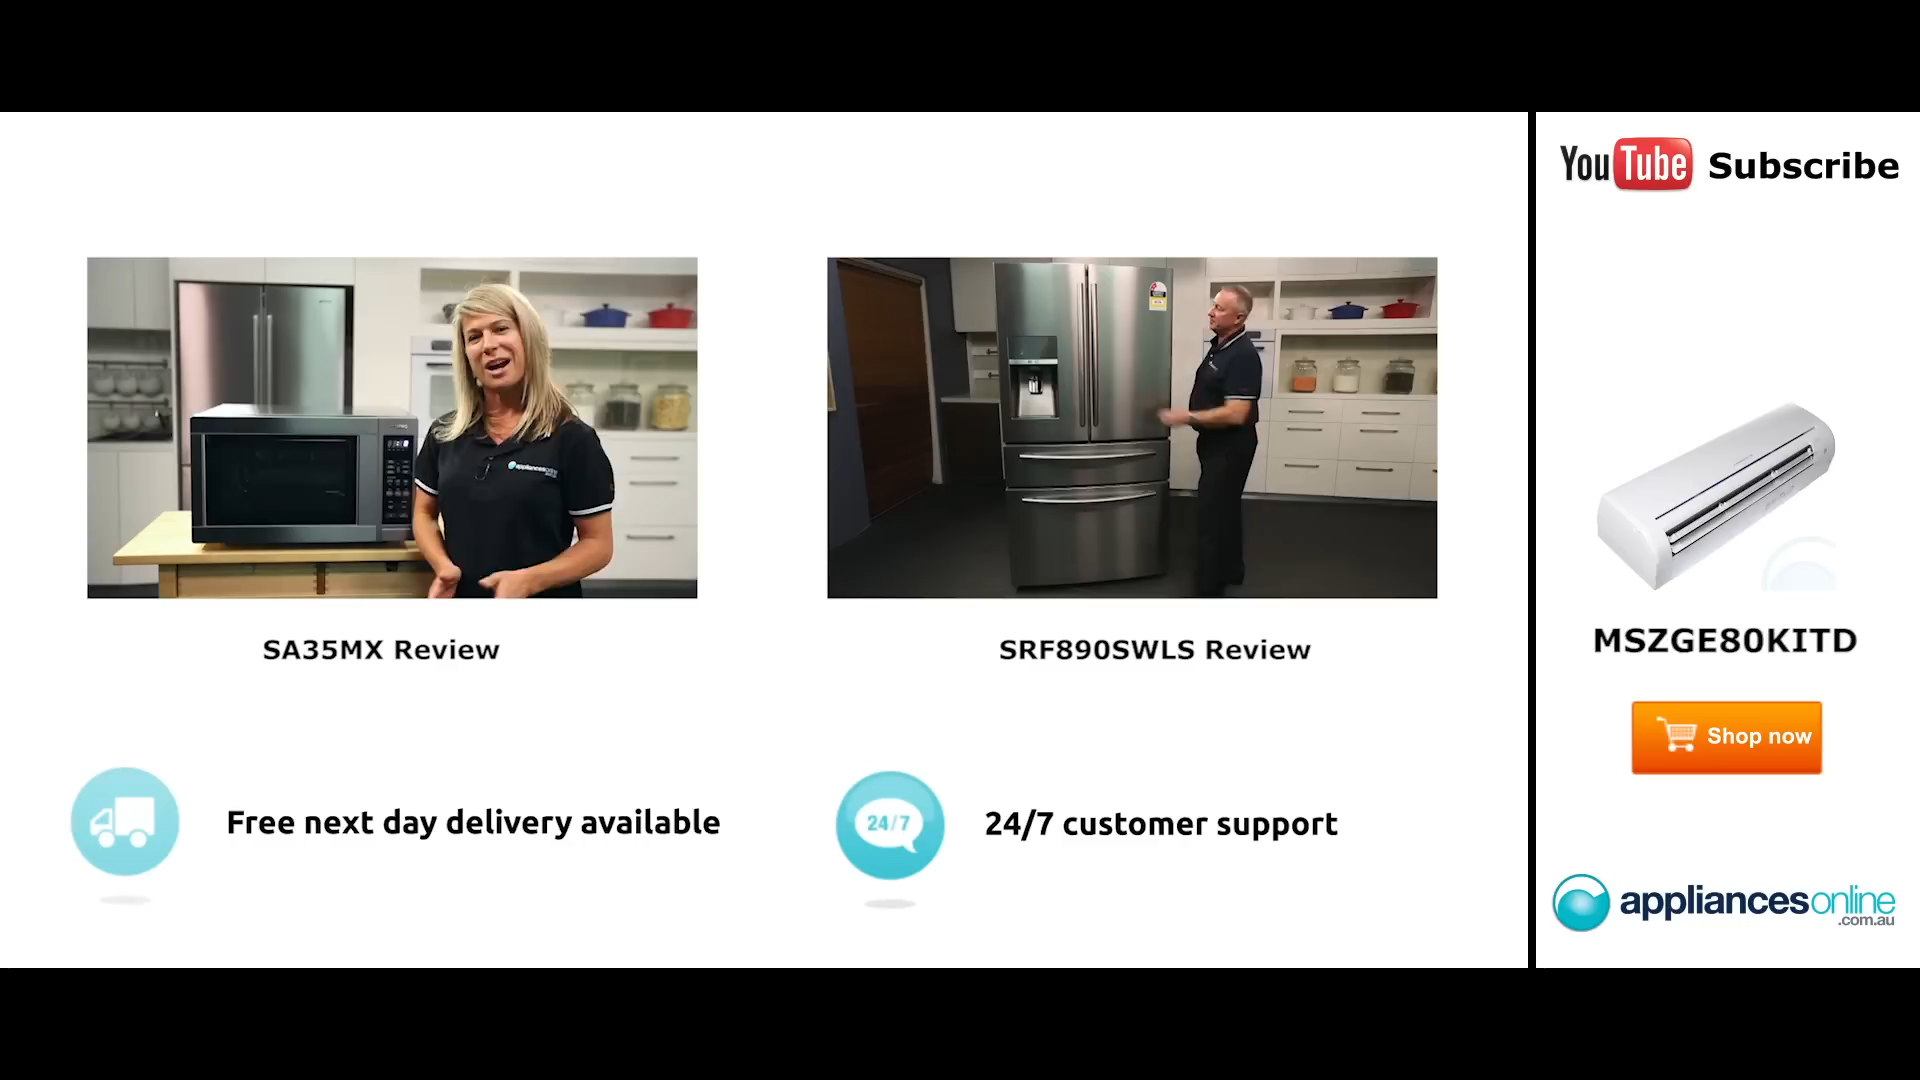 YouTube Subscribe
SA35MX Review
SRF890SWLS Review
MSZGE80KITD
Shop now
Free next day delivery available
24/7
24/7 customer support
appliancesonline
.com.au
appliancesonline